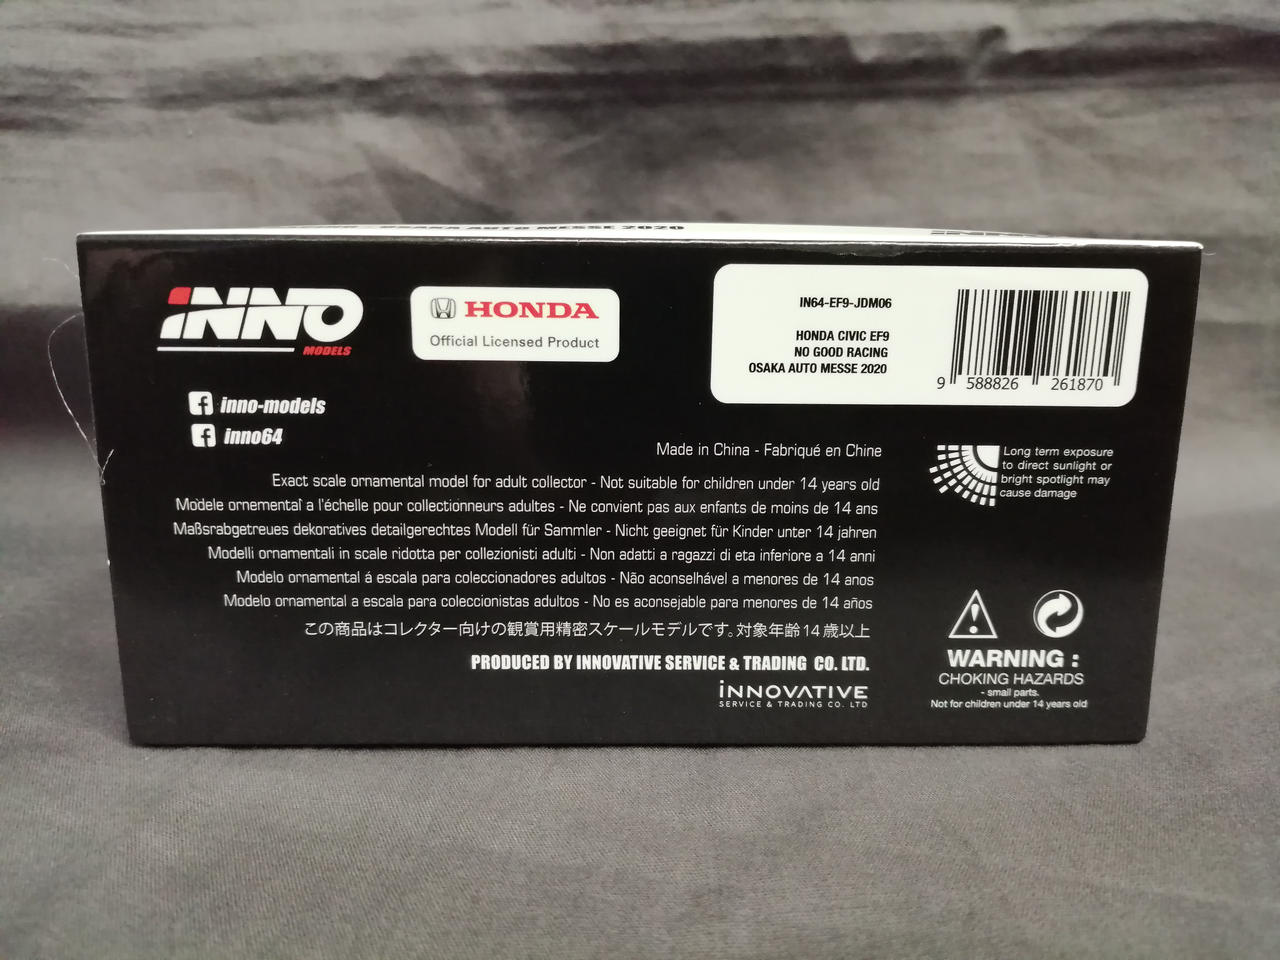 OSAKA AUTO MESSE 2020
iNNO
MODELS
HONDA
Official Licensed Product
IN64-EF9-JDM06
HONDA CIVIC EF9
NO GOOD RACING
OSAKA AUTO MESSE 2020
9 588826 261870
inno-models
inno64
Made in China - Fabriqué en Chine
Long term exposure
to direct sunlight or
bright spotlight may
cause damage
Exact scale ornamental model for adult collector - Not suitable for children under 14 years old
Modele ornemental a l'échelle pour collectionneurs adultes - Ne convient pas aux enfants de moins de 14 ans
Maßsrabgetreues dekoratives detailgerechtes Modell für Sammler - Nicht geeignet für Kinder unter 14 jahren
Modelli ornamentali in scale ridotta per collezionisti adulti - Non adatti a ragazzi di eta inferiore a 14 anni
Modelo ornamental á escala para coleccionadores adultos - Não aconselhável a menores de 14 anos
Modelo ornamental a escala para coleccionistas adultos - No es aconsejable para menores de 14 años
この商品はコレクター向けの観賞用精密スケールモデルです。対象年齢14歳以上
PRODUCED BY INNOVATIVE SERVICE & TRADING CO. LTD.
iNNOVATIVE
SERVICE & TRADING CO. LTD
WARNING :
CHOKING HAZARDS
- small parts.
Not for children under 14 years old